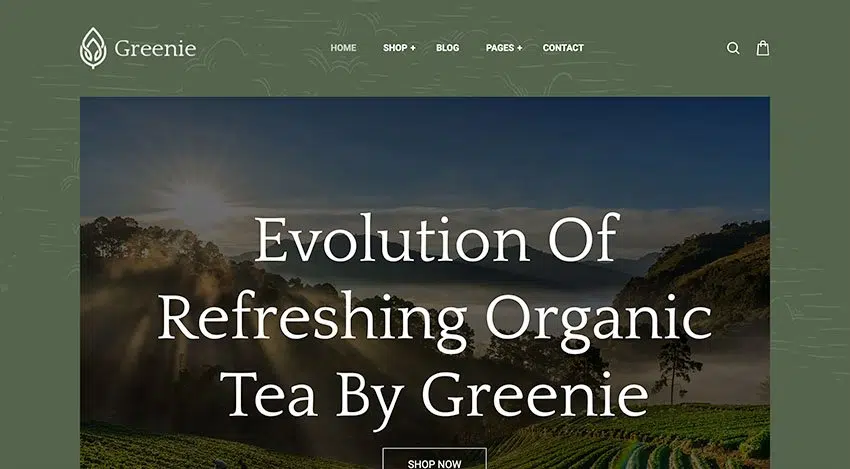 Greenie
HOME SHOP + BLOG PAGES + CONTACT
Evolution Of
Refreshing Organic
Tea By Greenie
SHOP NOW